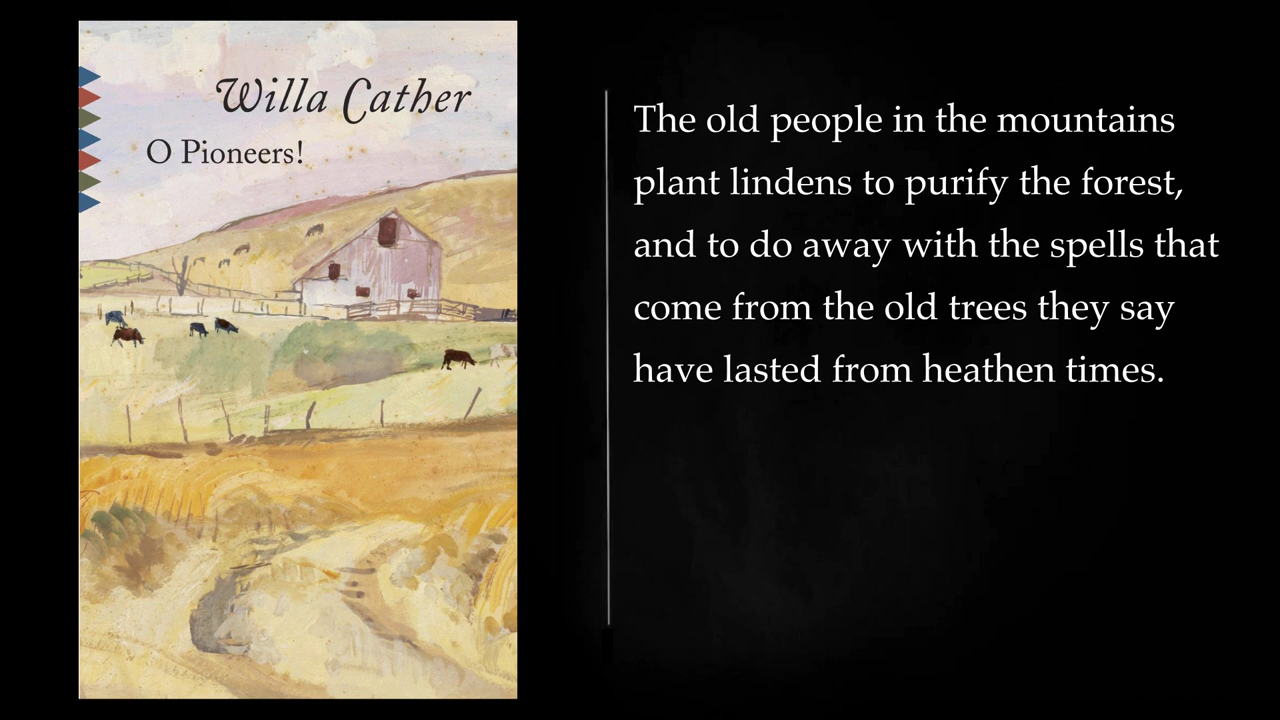 Willa Cather
O Pioneers!
The old people in the mountains
plant lindens to purify the forest,
and to do away with the spells that
come from the old trees they say
have lasted from heathen times.